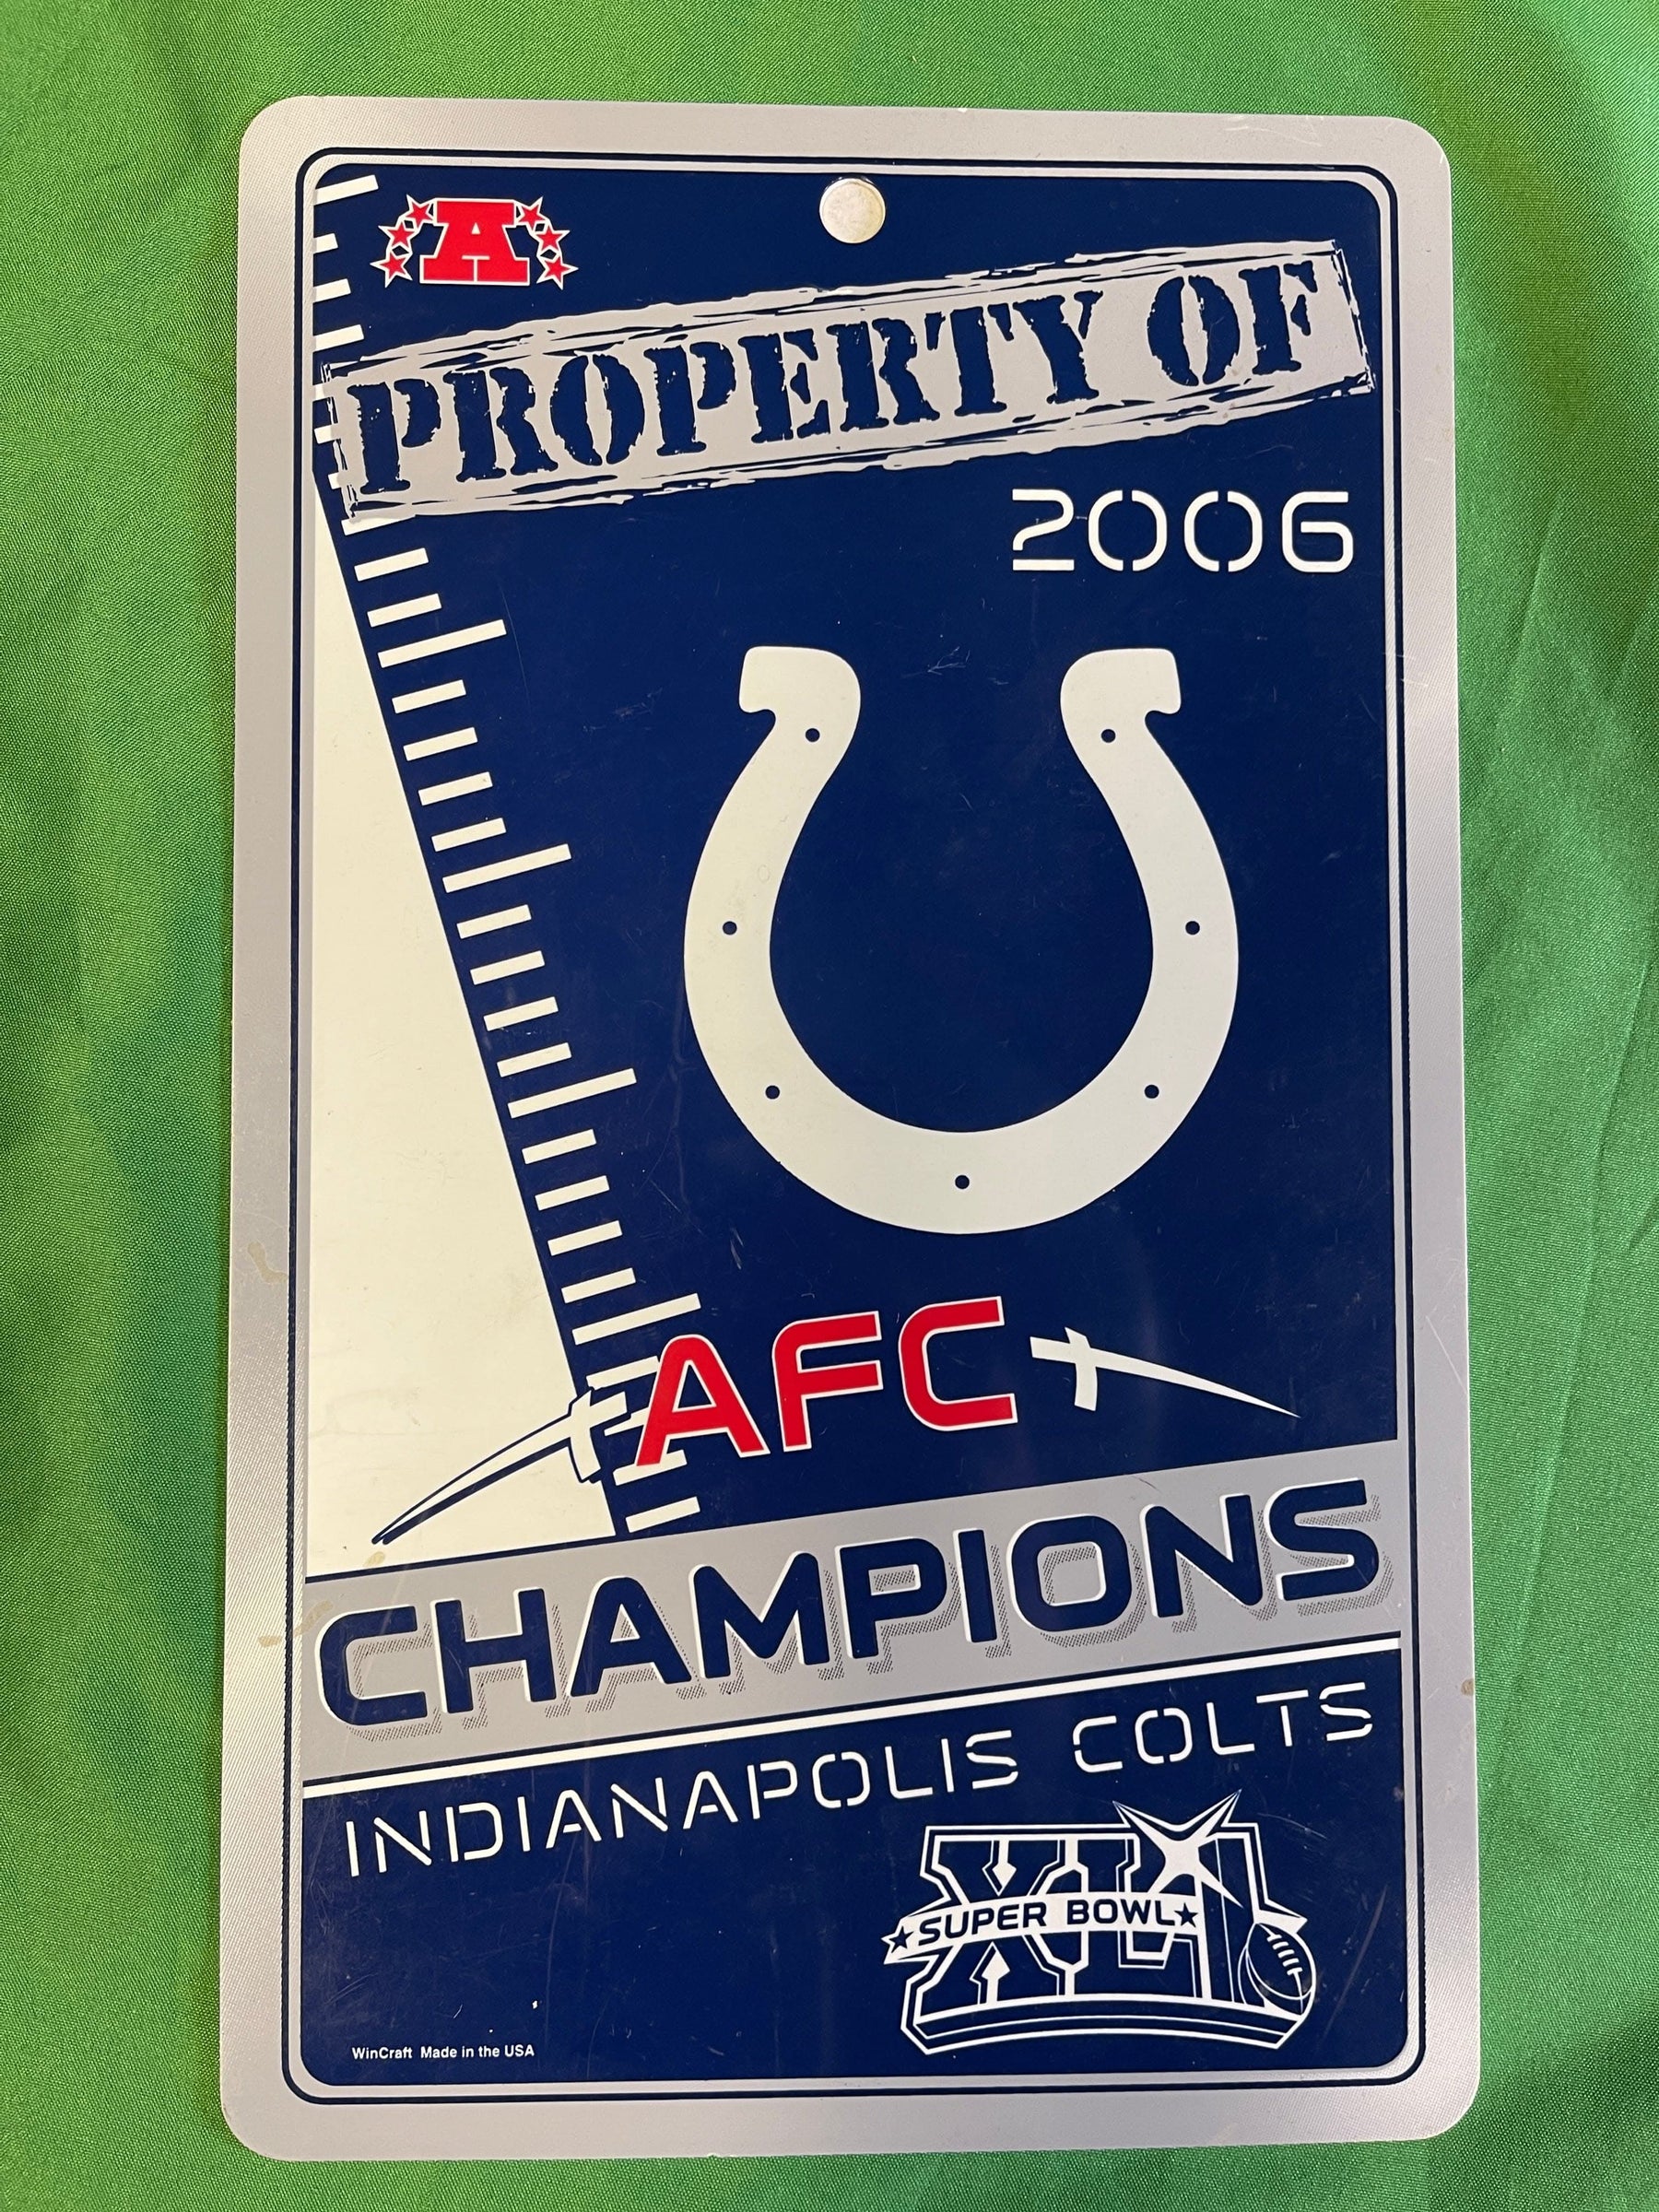 A
PROPERTY OF
2006
AFC
CHAMPIONS
INDIANAPOLIS COLTS
XLI
SUPER BOWL
WinCraft Made in the USA